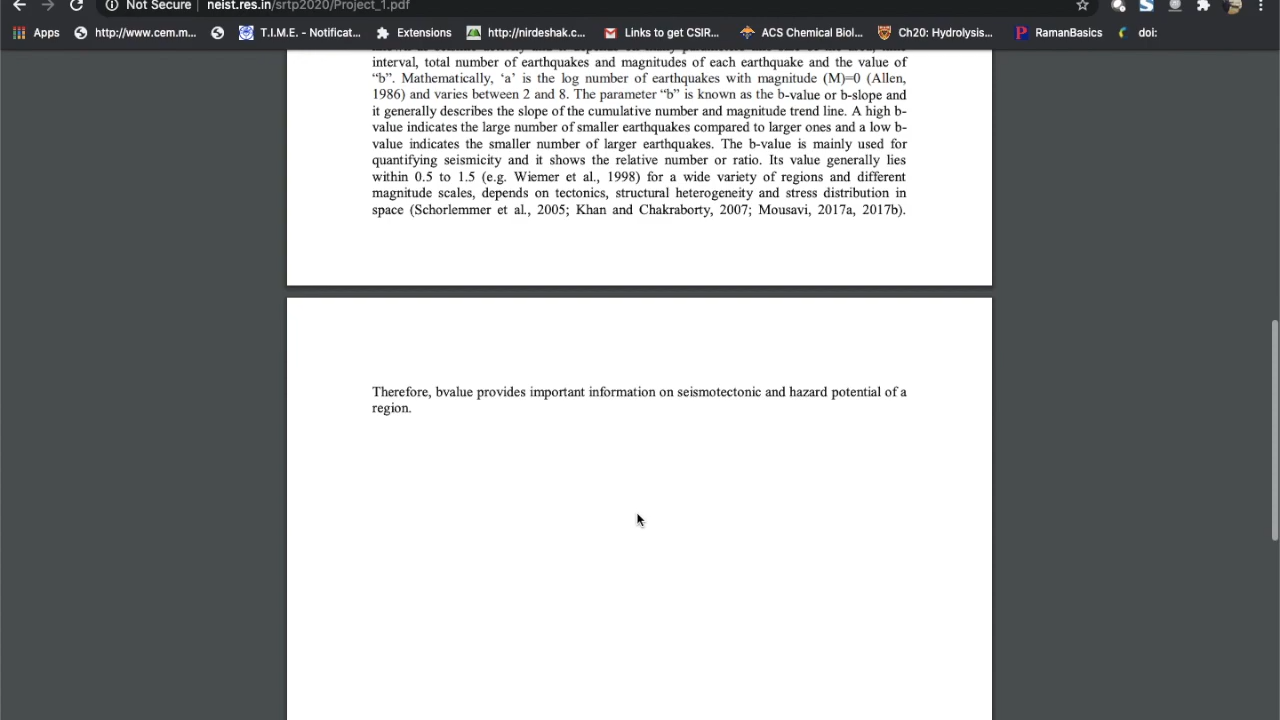 Not Secure | neist.res.in/srtp2020/Project_1.pdf
Apps http://www.cem.m... T.I.M.E. - Notificat... Extensions http://nirdeshak.c... Links to get CSIR... ACS Chemical Biol... Ch20: Hydrolysis... RamanBasics doi:
interval, total number of earthquakes and magnitudes of each earthquake and the value of
“b”. Mathematically, ‘a’ is the log number of earthquakes with magnitude (M)=0 (Allen,
1986) and varies between 2 and 8. The parameter “b” is known as the b-value or b-slope and
it generally describes the slope of the cumulative number and magnitude trend line. A high b-
value indicates the large number of smaller earthquakes compared to larger ones and a low b-
value indicates the smaller number of larger earthquakes. The b-value is mainly used for
quantifying seismicity and it shows the relative number or ratio. Its value generally lies
within 0.5 to 1.5 (e.g. Wiemer et al., 1998) for a wide variety of regions and different
magnitude scales, depends on tectonics, structural heterogeneity and stress distribution in
space (Schorlemmer et al., 2005; Khan and Chakraborty, 2007; Mousavi, 2017a, 2017b).
Therefore, bvalue provides important information on seismotectonic and hazard potential of a
region.